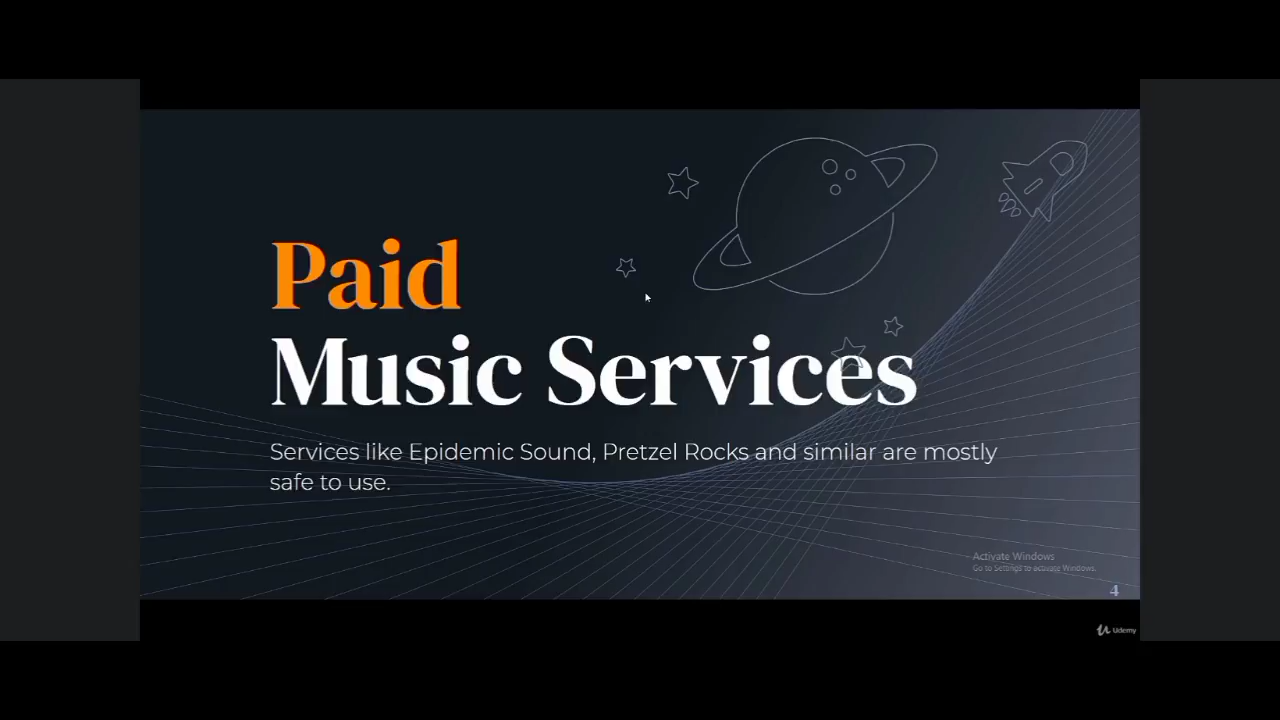 Paid
Music Services
Services like Epidemic Sound, Pretzel Rocks and similar are mostly
safe to use.
Activate Windows
Go to Settings to activate Windows.
4
Udemy